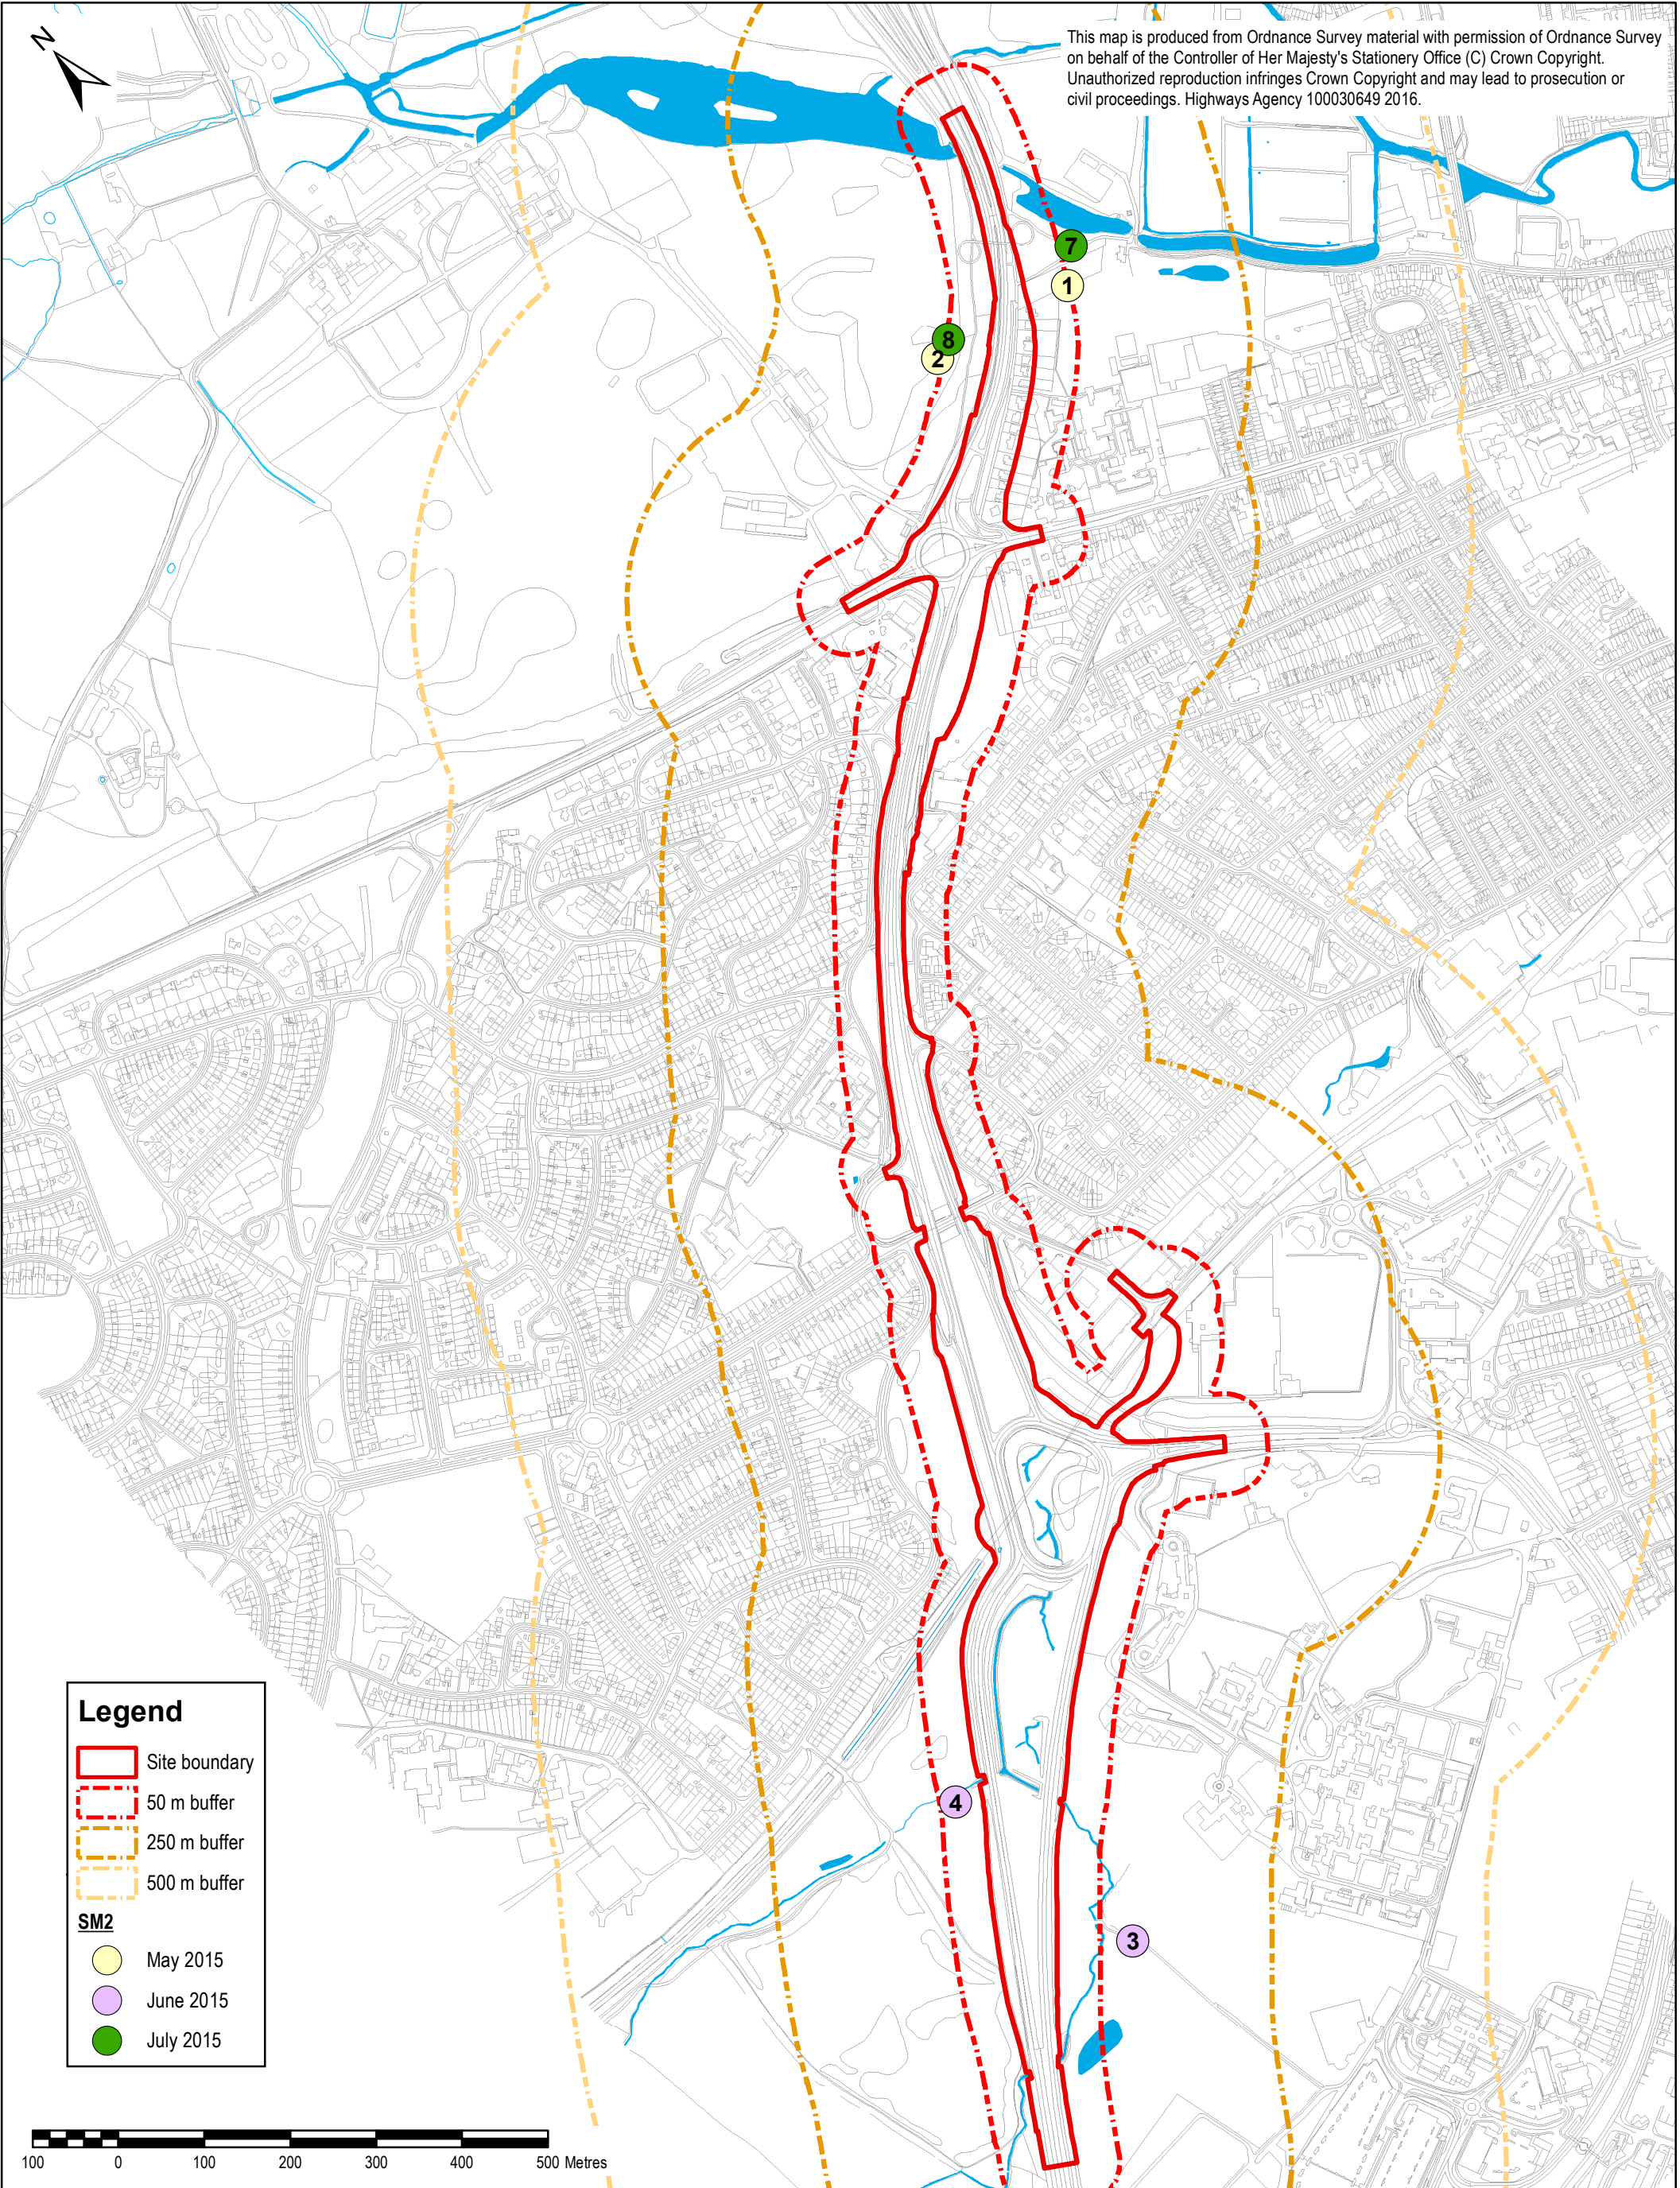 N
This map is produced from Ordnance Survey material with permission of Ordnance Survey
on behalf of the Controller of Her Majesty's Stationery Office (C) Crown Copyright.
Unauthorized reproduction infringes Crown Copyright and may lead to prosecution or
civil proceedings. Highways Agency 100030649 2016.
7
1
8
2
4
3
Legend
Site boundary
50 m buffer
250 m buffer
500 m buffer
SM2
May 2015
June 2015
July 2015
100 0 100 200 300 400 500 Metres